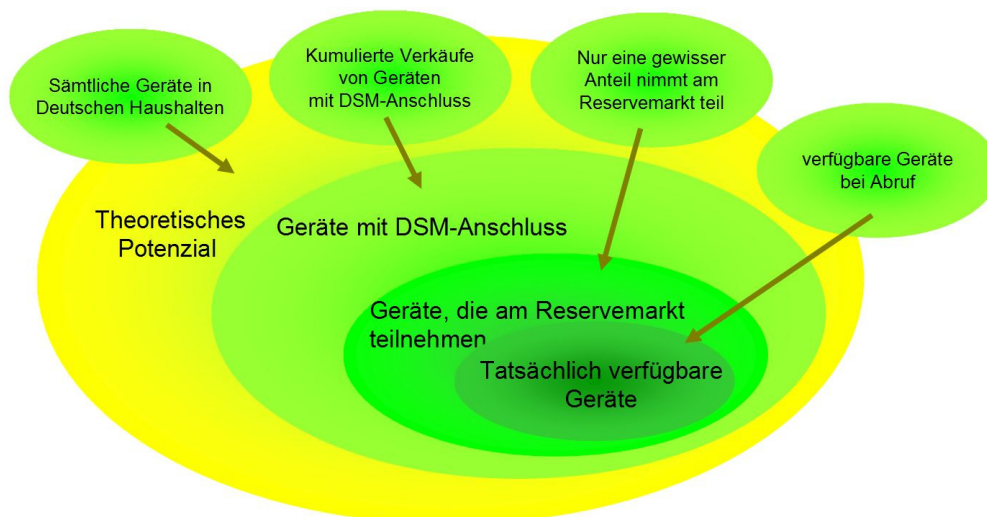 Sämtliche Geräte in
Deutschen Haushalten
Kumulierte Verkäufe
von Geräten
mit DSM-Anschluss
Nur eine gewisser
Anteil nimmt am
Reservemarkt teil
verfügbare Geräte
bei Abruf
Theoretisches
Potenzial
Geräte mit DSM-Anschluss
Geräte, die am Reservemarkt
teilnehmen
Tatsächlich verfügbare
Geräte